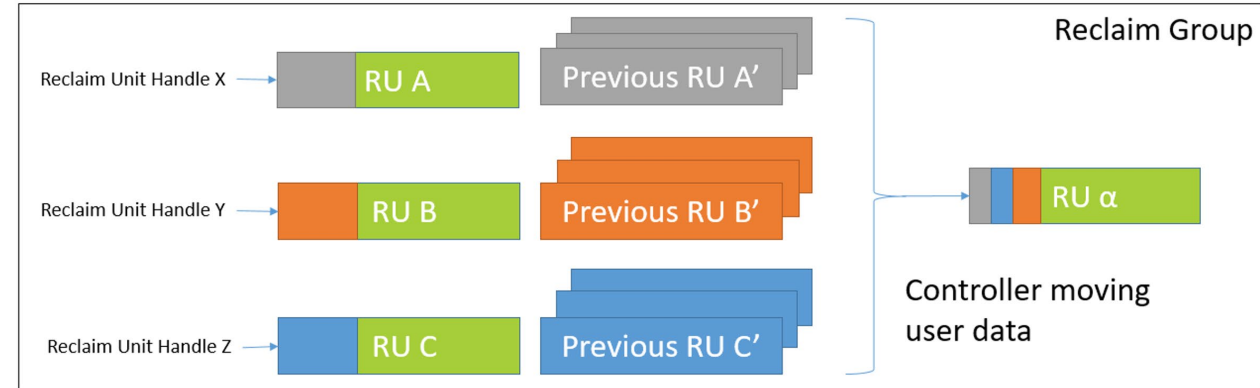 Reclaim Group
Reclaim Unit Handle X
RU A
Previous RU A’
Reclaim Unit Handle Y
RU B
Previous RU B’
RU α
Controller moving
user data
Reclaim Unit Handle Z
RU C
Previous RU C’